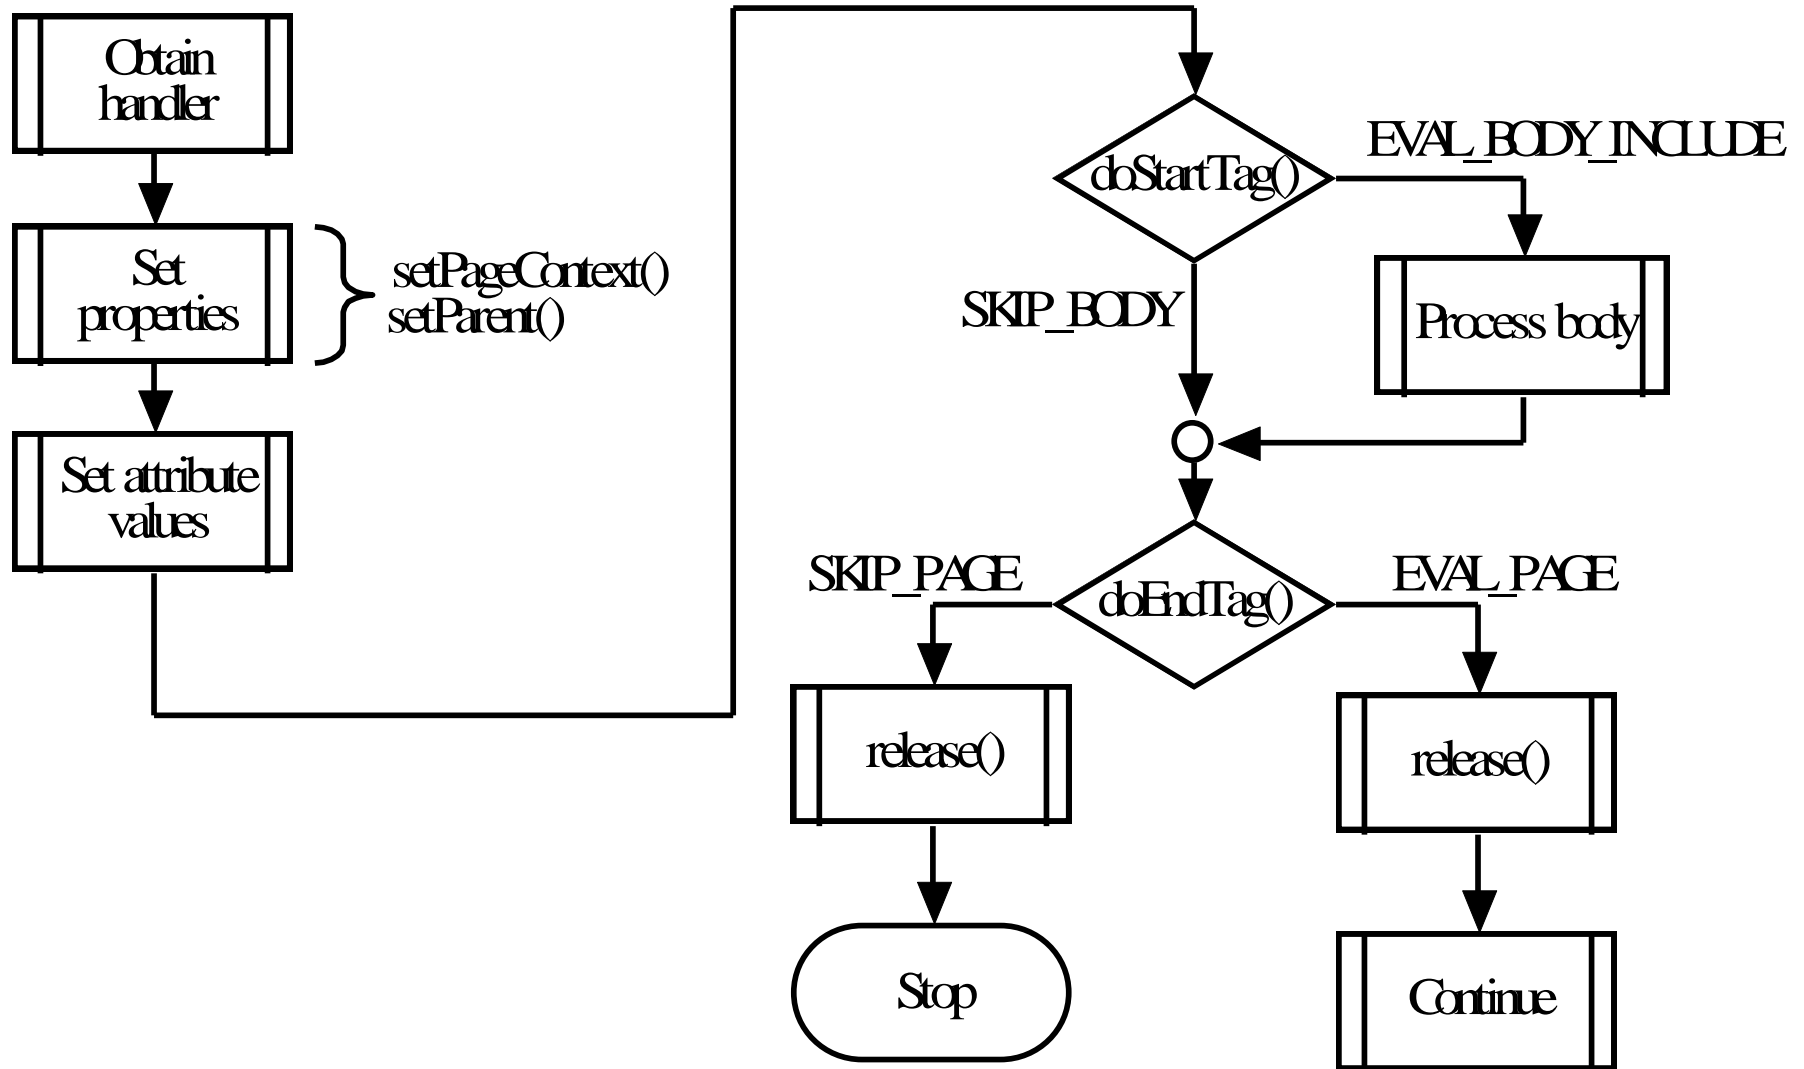 Obtain
handler
Set
properties
setPageContext()
setParent()
Set attribute
values
doStartTag()
EVAL_BODY_INCLUDE
SKIP_BODY
Process body
SKIP_PAGE
doEndTag()
EVAL_PAGE
release()
release()
Stop
Continue